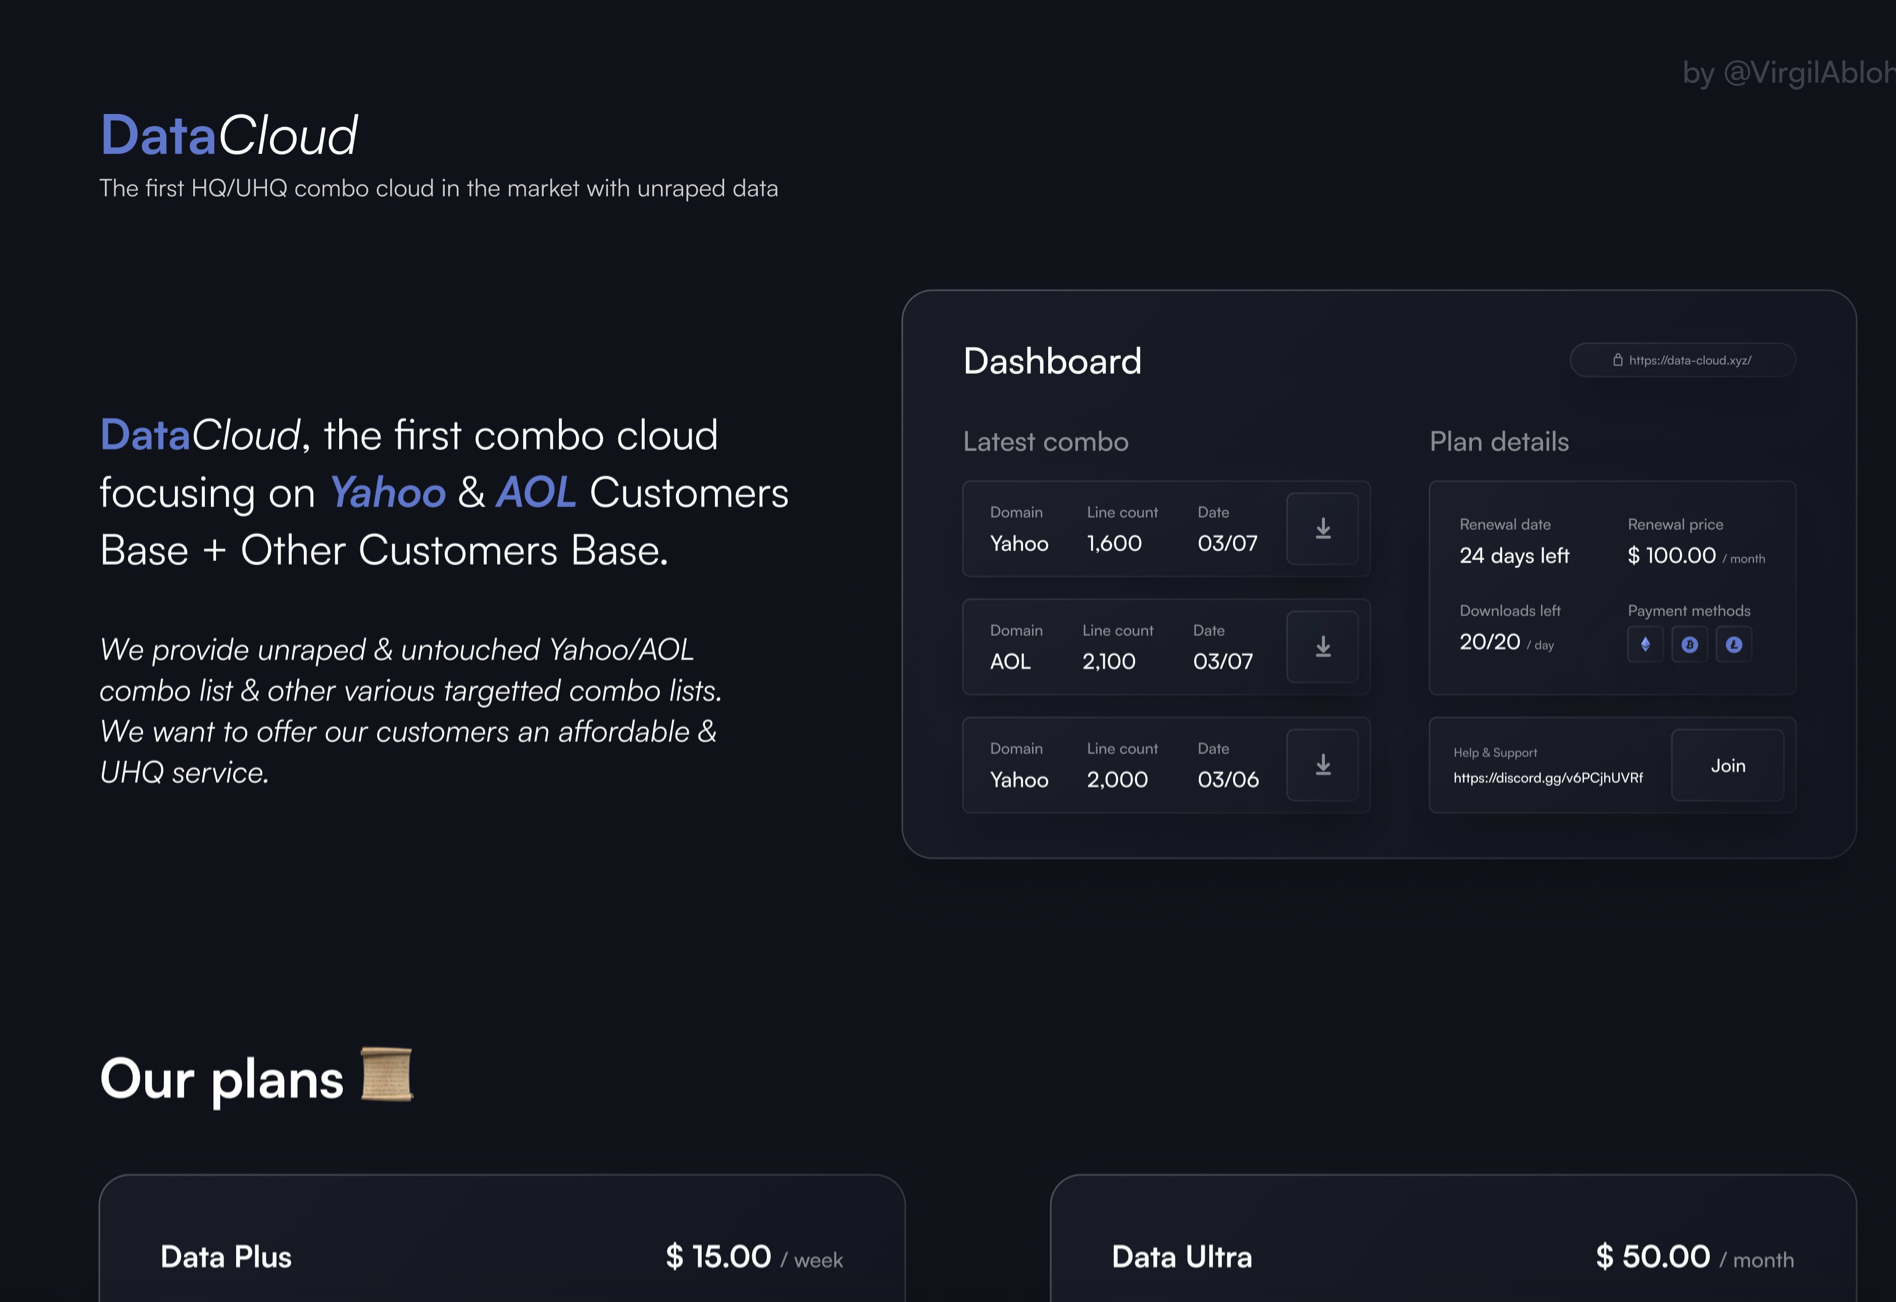 by @VirgilAbloh
DataCloud
The first HQ/UHQ combo cloud in the market with unraped data
DataCloud, the first combo cloud
focusing on Yahoo & AOL Customers
Base + Other Customers Base.
We provide unraped & untouched Yahoo/AOL
combo list & other various targetted combo lists.
We want to offer our customers an affordable &
UHQ service.
Dashboard
https://data-cloud.xyz/
Latest combo
Domain Line count Date
Yahoo 1,600 03/07
Domain Line count Date
AOL 2,100 03/07
Domain Line count Date
Yahoo 2,000 03/06
Plan details
Renewal date Renewal price
24 days left $ 100.00 / month
Downloads left Payment methods
20/20 / day
Help & Support
https://discord.gg/v6PCjhUVRf
Join
Our plans
Data Plus $ 15.00 / week
Data Ultra $ 50.00 / month